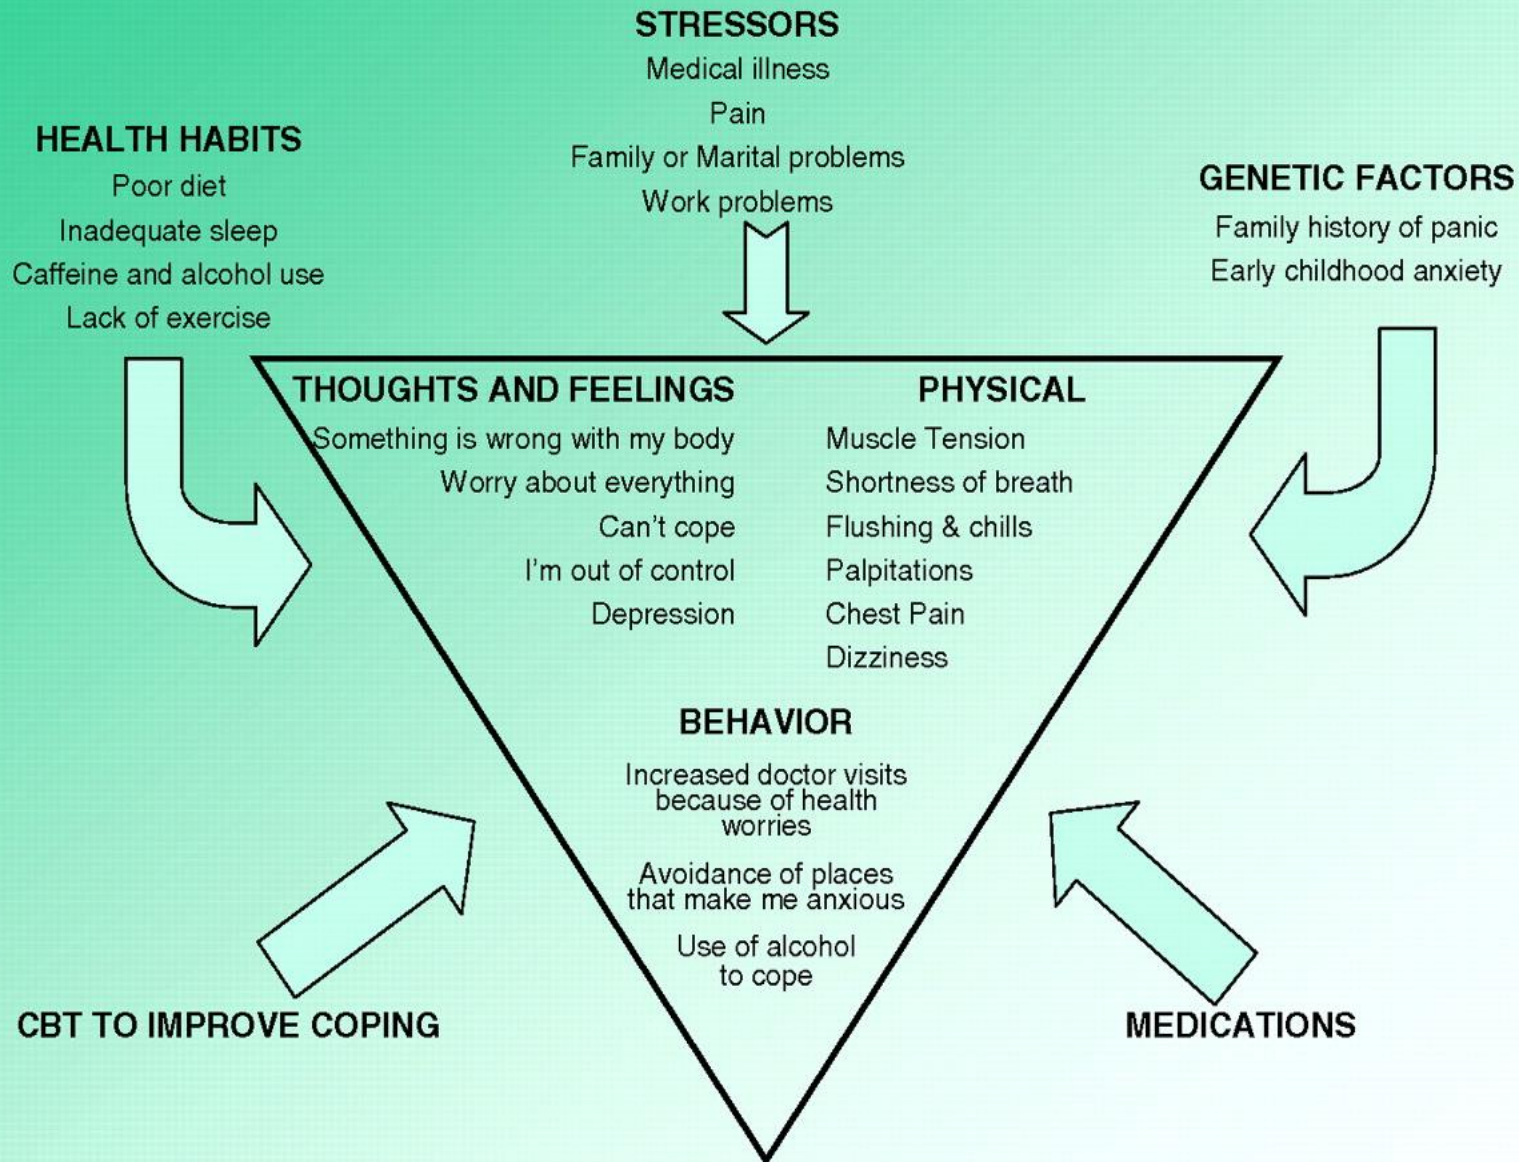 STRESSORS
Medical illness
Pain
Family or Marital problems
Work problems
HEALTH HABITS
Poor diet
Inadequate sleep
Caffeine and alcohol use
Lack of exercise
GENETIC FACTORS
Family history of panic
Early childhood anxiety
THOUGHTS AND FEELINGS
Something is wrong with my body
Worry about everything
Can't cope
I'm out of control
Depression
PHYSICAL
Muscle Tension
Shortness of breath
Flushing & chills
Palpitations
Chest Pain
Dizziness
BEHAVIOR
Increased doctor visits
because of health
worries
Avoidance of places
that make me anxious
Use of alcohol
to cope
CBT TO IMPROVE COPING
MEDICATIONS